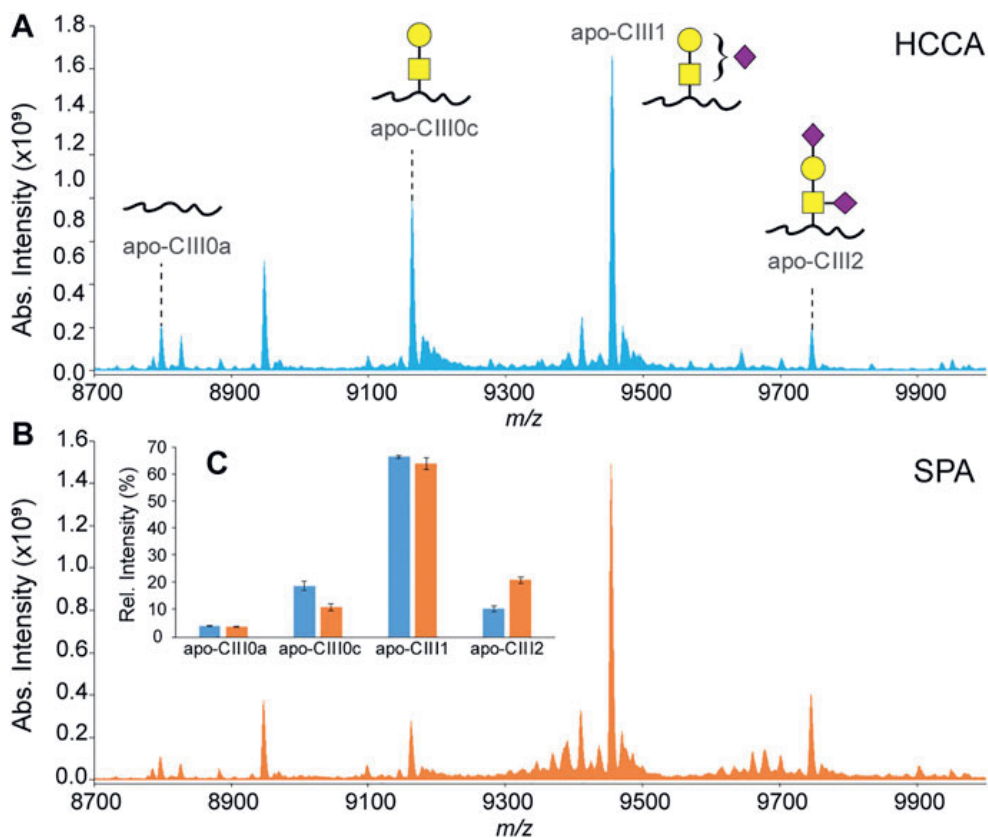 A
HCCA
Abs. Intensity (x10⁹)
1.8
1.6
1.4
1.2
1.0
0.8
0.6
0.4
0.2
0.0
apo-CIII0a
apo-CIII0c
apo-CIII1
apo-CIII2
8700 8900 9100 9300 9500 9700 9900
m/z
B
SPA
Abs. Intensity (x10⁹)
1.6
1.4
1.2
1.0
0.8
0.6
0.4
0.2
0.0
C
Rel. Intensity (%)
70
60
50
40
30
20
10
0
apo-CIII0a apo-CIII0c apo-CIII1 apo-CIII2
8700 8900 9100 9300 9500 9700 9900
m/z